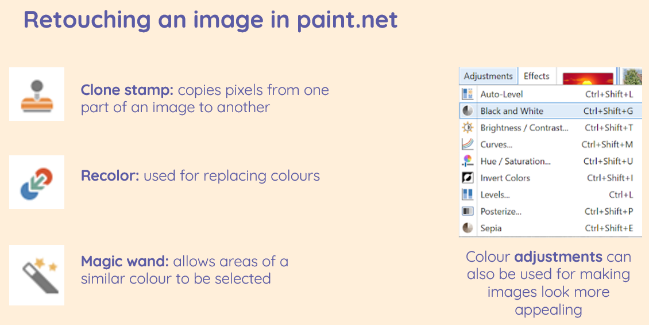 Retouching an image in paint.net
Clone stamp: copies pixels from one
part of an image to another
Recolor: used for replacing colours
Magic wand: allows areas of a
similar colour to be selected
Adjustments Effects
Auto-Level Ctrl+Shift+L
Black and White Ctrl+Shift+G
Brightness / Contrast... Ctrl+Shift+T
Curves... Ctrl+Shift+M
Hue / Saturation... Ctrl+Shift+U
Invert Colors Ctrl+Shift+I
Levels... Ctrl+L
Posterize... Ctrl+Shift+P
Sepia Ctrl+Shift+E
Colour adjustments can
also be used for making
images look more
appealing